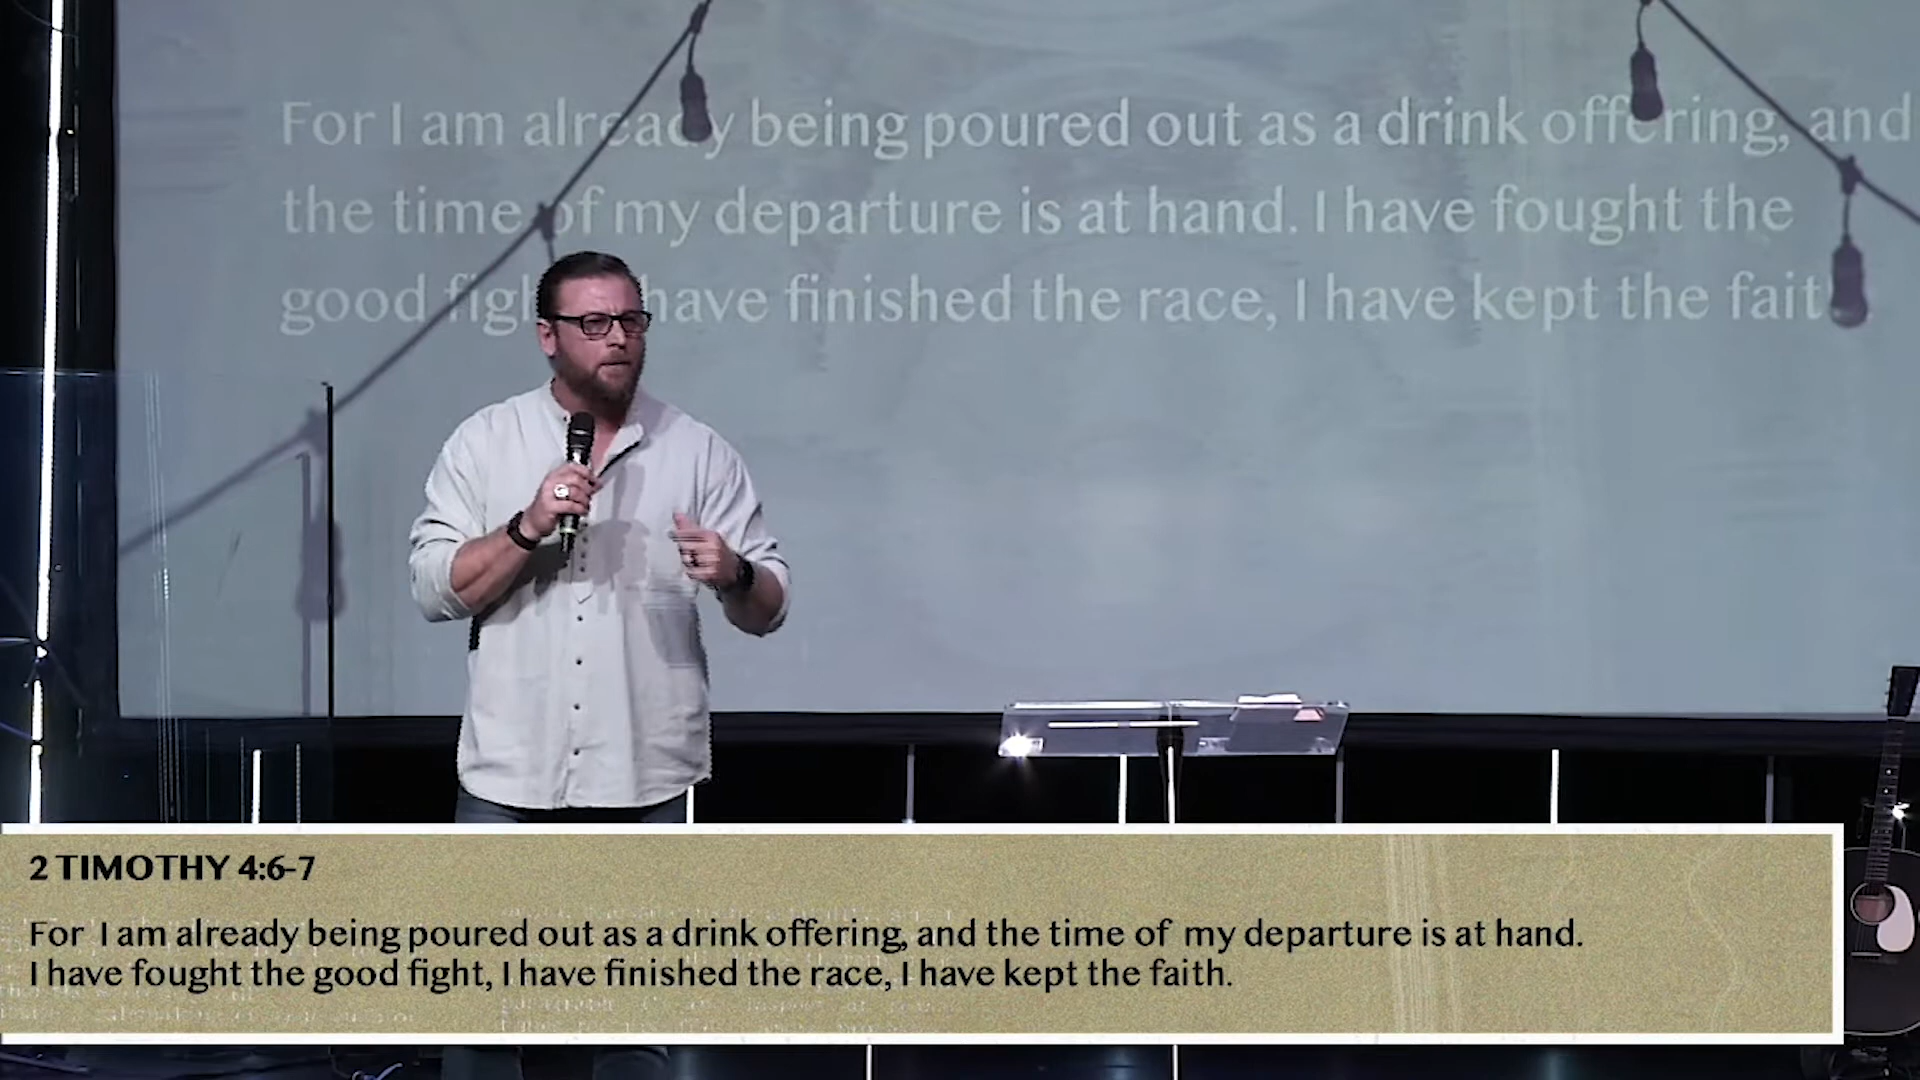 For I am already being poured out as a drink offering, and
the time of my departure is at hand. I have fought the
good have finished the race, I have kept the
2 TIMOTHY 4:6-7
For I am already being poured out as a drink offering, and the time of my departure is at hand.
I have fought the good fight, I have finished the race, I have kept the faith.